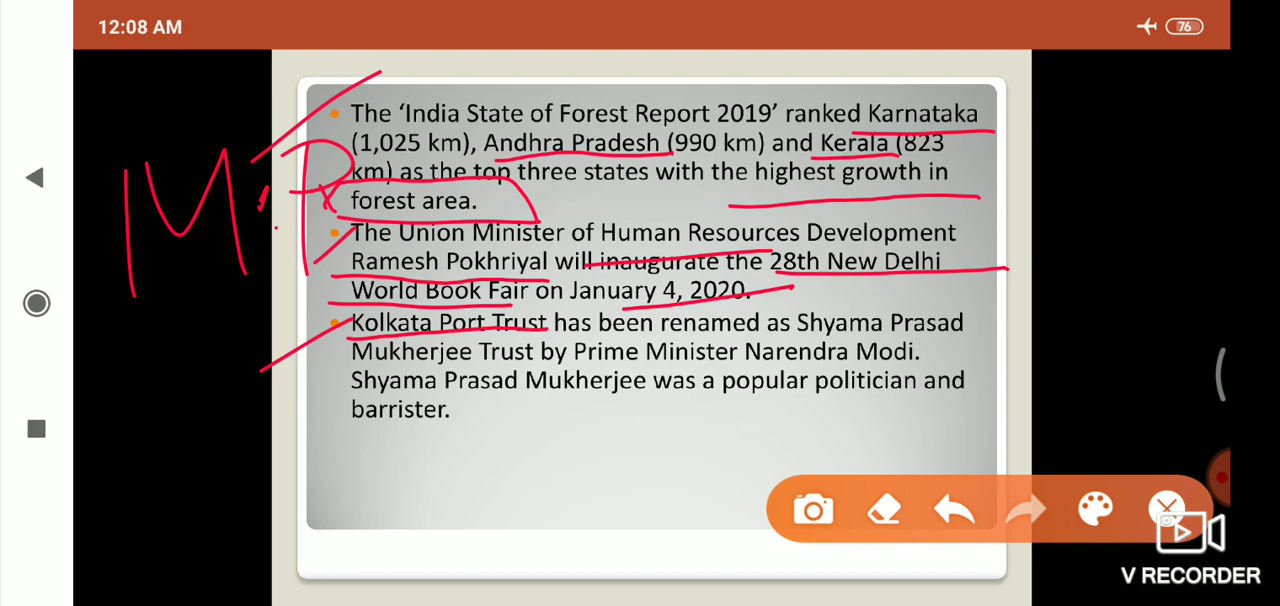 12:08 AM
76
The ‘India State of Forest Report 2019’ ranked Karnataka
(1,025 km), Andhra Pradesh (990 km) and Kerala (823
km) as the top three states with the highest growth in
forest area.
The Union Minister of Human Resources Development
Ramesh Pokhriyal will inaugurate the 28th New Delhi
World Book Fair on January 4, 2020.
Kolkata Port Trust has been renamed as Shyama Prasad
Mukherjee Trust by Prime Minister Narendra Modi.
Shyama Prasad Mukherjee was a popular politician and
barrister.
V RECORDER